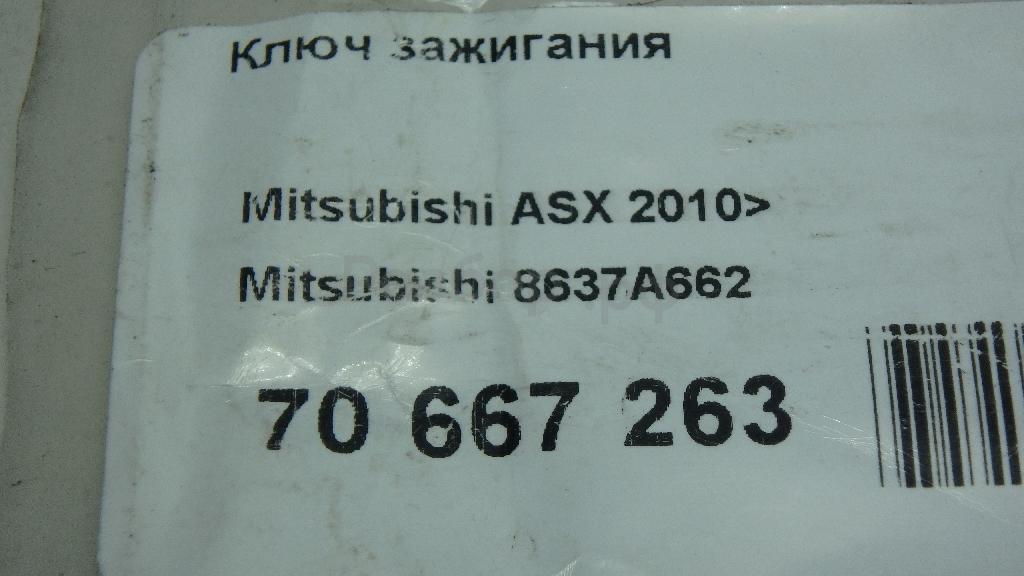 Ключ зажигания
Mitsubishi ASX 2010>
Mitsubishi 8637A662
70 667 263